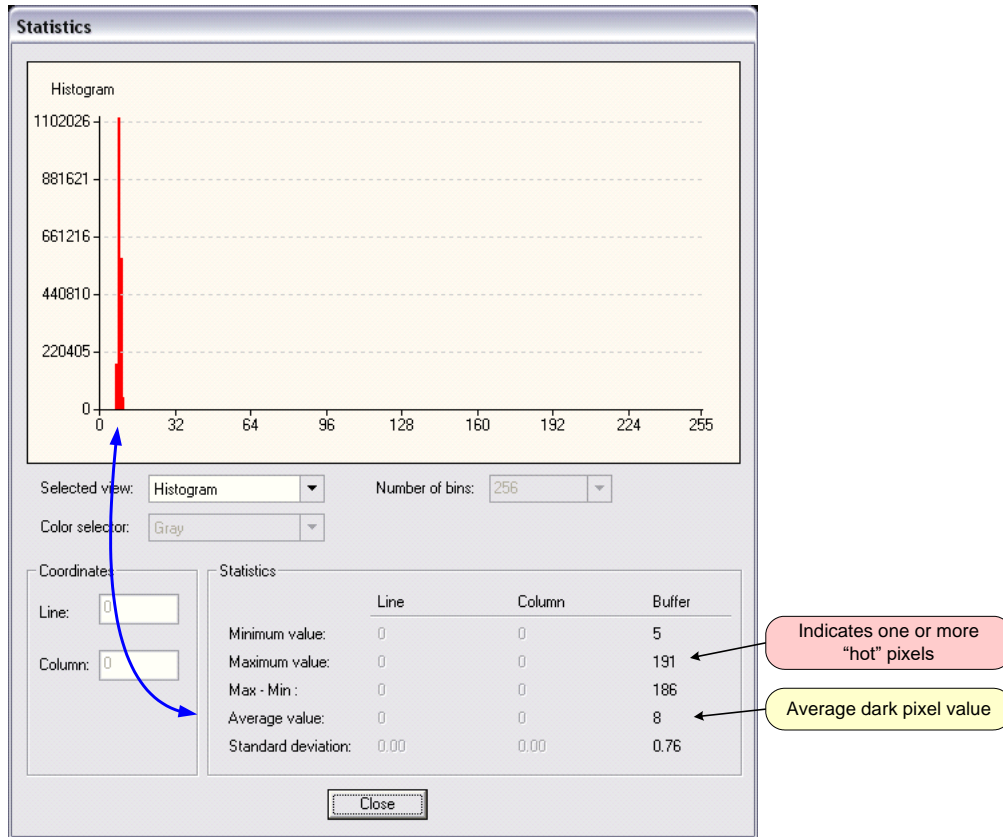 Statistics
Histogram
1102026
881621
661216
440810
220405
0
0 32 64 96 128 160 192 224 255
Selected view: Histogram Number of bins: 256
Color selector: Gray
Coordinates
Line: 0
Column: 0
Statistics
Line Column Buffer
Minimum value: 0 0 5
Maximum value: 0 0 191
Max - Min : 0 0 186
Average value: 0 0 8
Standard deviation: 0.00 0.00 0.76
Close
Indicates one or more
“hot” pixels
Average dark pixel value